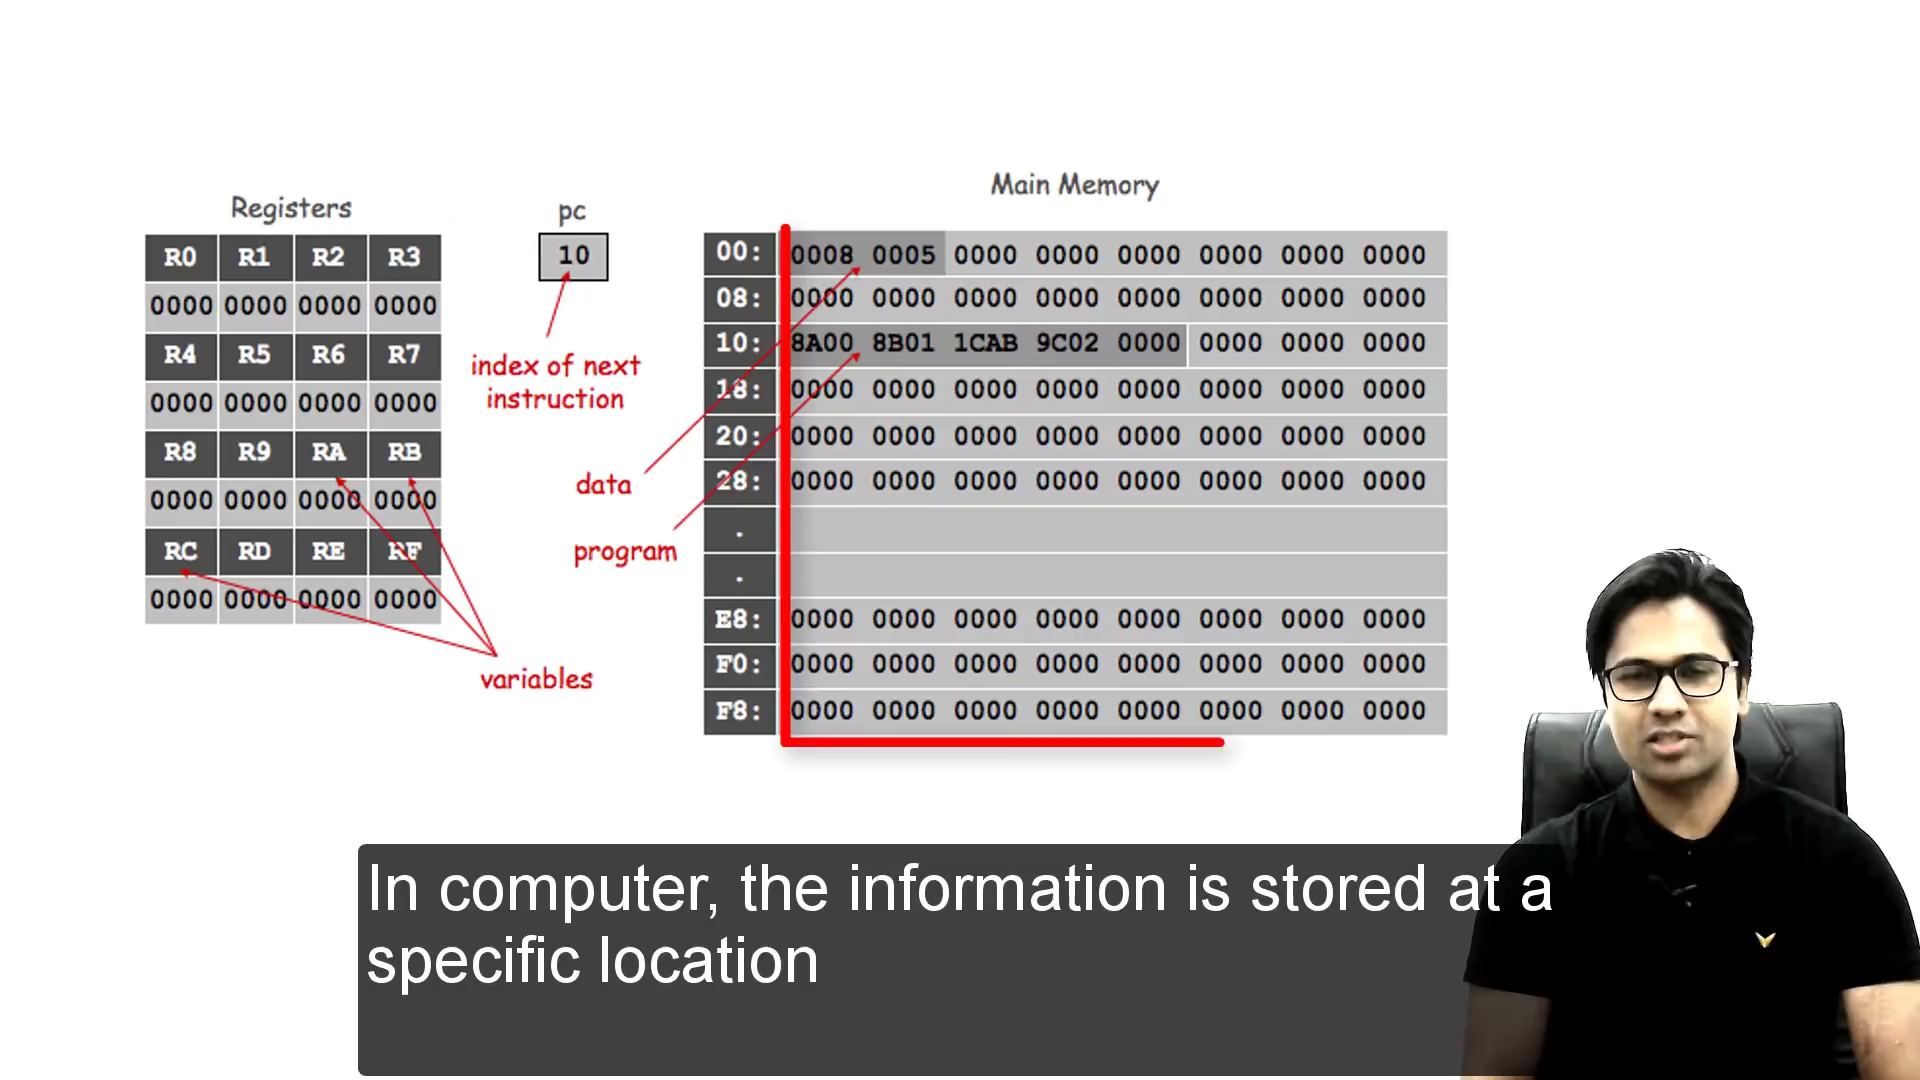 Main Memory
Registers
pc
R0 R1 R2 R3
0000 0000 0000 0000
R4 R5 R6 R7
0000 0000 0000 0000
R8 R9 RA RB
0000 0000 0000 0000
RC RD RE RF
0000 0000 0000 0000
10
index of next
instruction
data
program
variables
00: 0008 0005 0000 0000 0000 0000 0000 0000
08: 0000 0000 0000 0000 0000 0000 0000 0000
10: 8A00 8B01 1CAB 9C02 0000 0000 0000 0000
18: 0000 0000 0000 0000 0000 0000 0000 0000
20: 0000 0000 0000 0000 0000 0000 0000 0000
28: 0000 0000 0000 0000 0000 0000 0000 0000
.
.
E8: 0000 0000 0000 0000 0000 0000 0000 0000
F0: 0000 0000 0000 0000 0000 0000 0000 0000
F8: 0000 0000 0000 0000 0000 0000 0000 0000
In computer, the information is stored at a
specific location